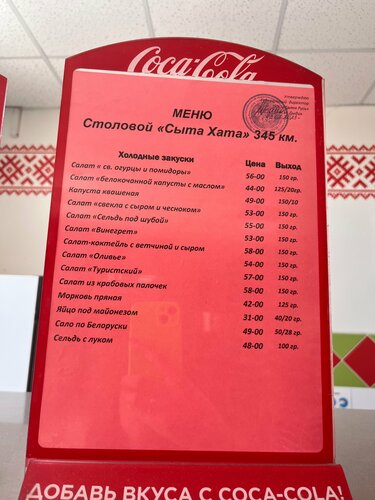 Coca-Cola
Утверждаю
директор
МЕНЮ
Столовой «Сыта Хата» 345 км.
Холодные закуски Цена Выход
Салат « св. огурцы и помидоры» 56-00 150 гр.
Салат «Белокочанной капусты с маслом» 44-00 125/20гр.
Капуста квашеная 49-00 150/10
Салат «свекла с сыром и чесноком» 53-00 150 гр.
Салат «Сельдь под шубой» 55-00 150 гр.
Салат «Винегрет» 53-00 150 гр.
Салат-коктейль с ветчиной и сыром 58-00 150 гр.
Салат «Оливье» 54-00 150 гр.
Салат «Туристский» 57-00 150 гр.
Салат из крабовых палочек 58-00 150 гр.
Морковь пряная 42-00 125 гр.
Яйцо под майонезом 31-00 40/20 гр.
Сало по Белоруски 49-00 50/28 гр.
Сельдь с луком 48-00 100 гр.
ДОБАВЬ ВКУСА С COCA-COLA!